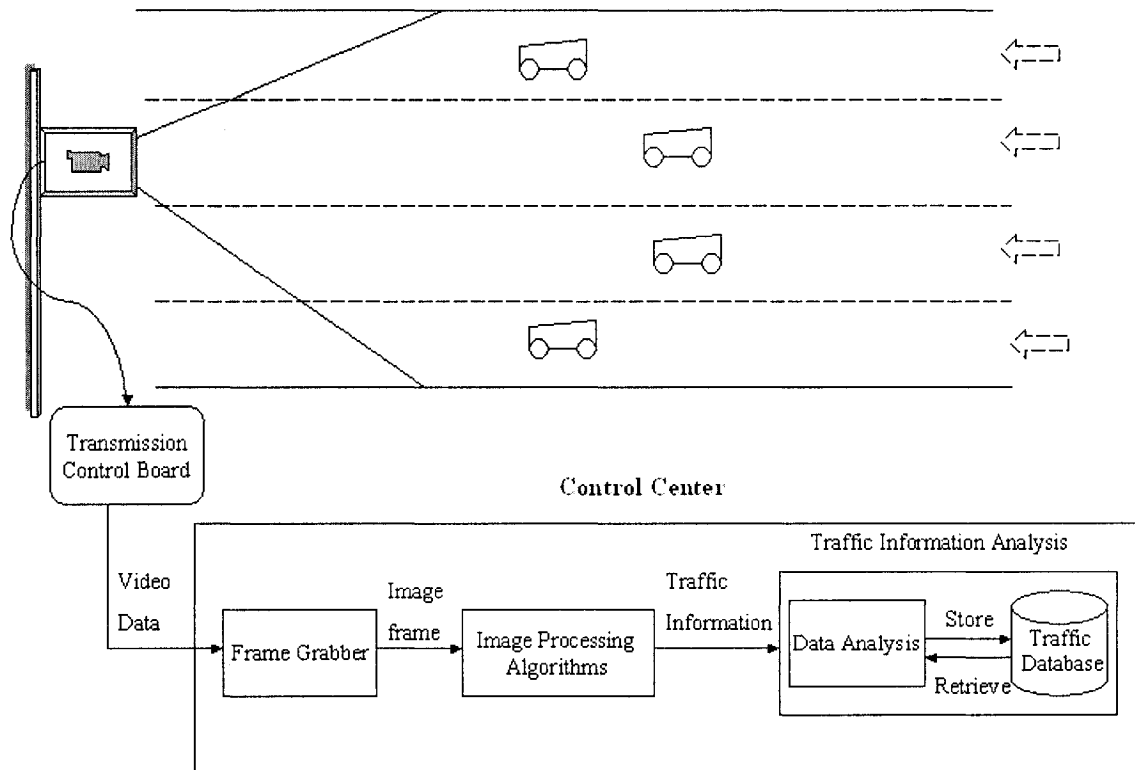 Transmission
Control Board
Control Center
Traffic Information Analysis
Video
Data
Image
frame
Traffic
Information
Frame Grabber
Image Processing
Algorithms
Data Analysis
Store
Retrieve
Traffic
Database